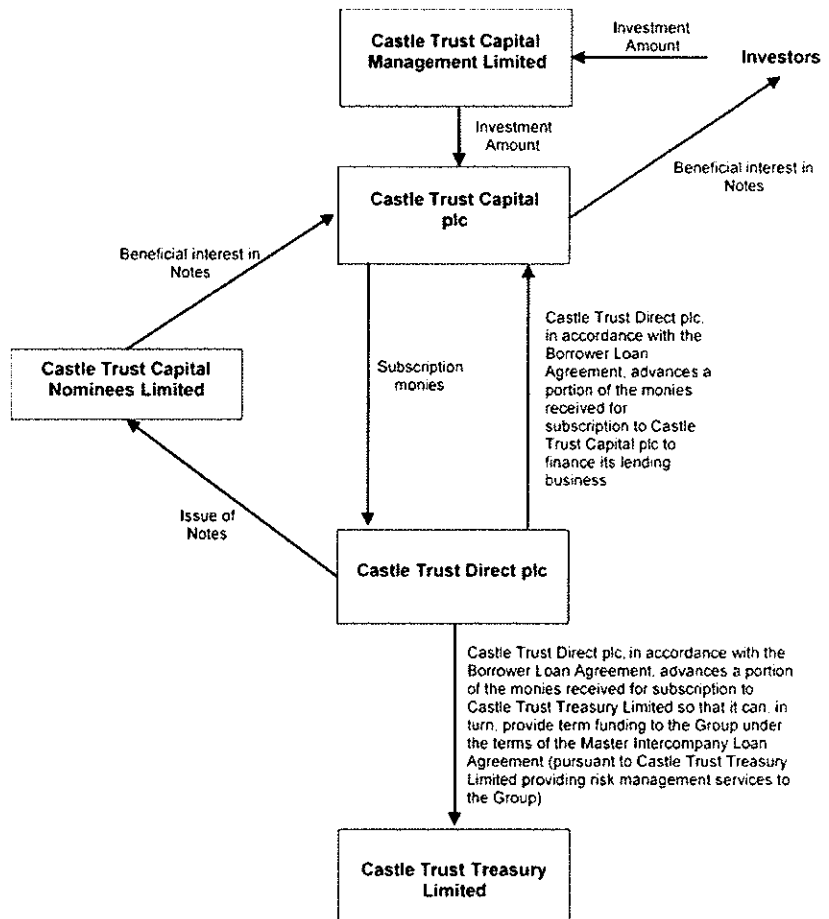 Castle Trust Capital
Management Limited
Investment
Amount
Investors
Investment
Amount
Castle Trust Capital
plc
Beneficial interest in
Notes
Beneficial interest in
Notes
Castle Trust Capital
Nominees Limited
Subscription
monies
Castle Trust Direct plc,
in accordance with the
Borrower Loan
Agreement, advances a
portion of the monies
received for
subscription to Castle
Trust Capital plc to
finance its lending
business
Issue of
Notes
Castle Trust Direct plc
Castle Trust Direct plc, in accordance with the
Borrower Loan Agreement, advances a portion
of the monies received for subscription to
Castle Trust Treasury Limited so that it can, in
turn, provide term funding to the Group under
the terms of the Master Intercompany Loan
Agreement (pursuant to Castle Trust Treasury
Limited providing risk management services to
the Group)
Castle Trust Treasury
Limited